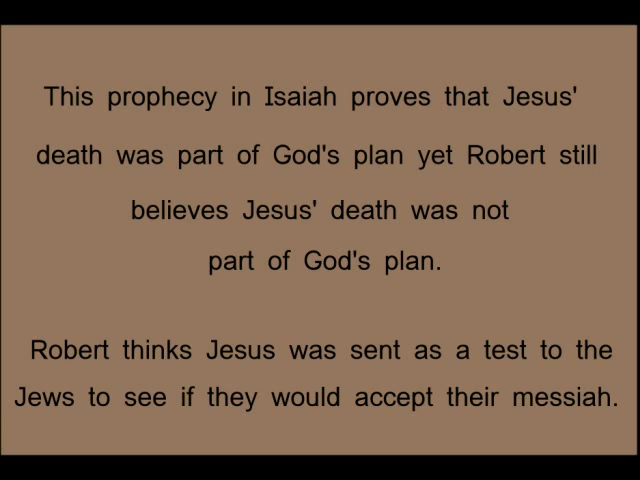 This prophecy in Isaiah proves that Jesus'
death was part of God's plan yet Robert still
believes Jesus' death was not
part of God's plan.
Robert thinks Jesus was sent as a test to the
Jews to see if they would accept their messiah.